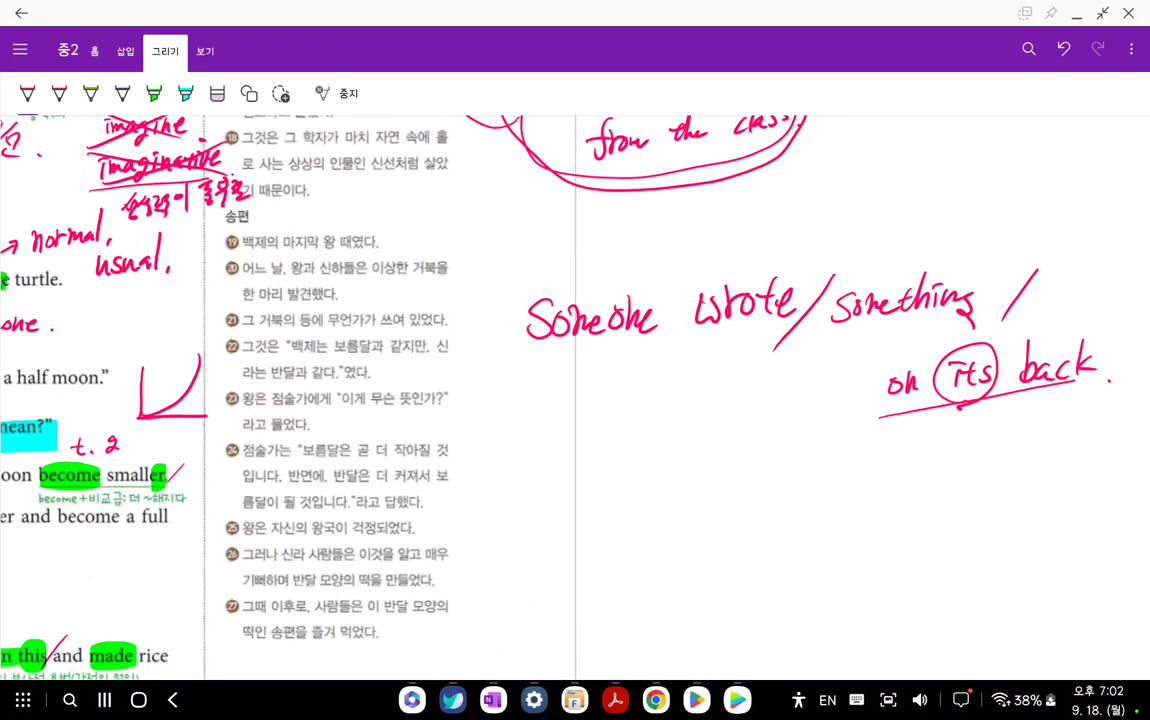 중2 홈 삽입 그리기 보기
중지
imagine
imaginative
상상력이 풍부한
→ normal,
usual,
e turtle.
one.
a half moon.”
mean?”
t. 2
oon become smaller.
become+비교급: 더 ~해지다
er and become a full
n this and made rice
⑱ 그것은 그 학자가 마치 자연 속에 홀
로 사는 상상의 인물인 신선처럼 살았
기 때문이다.
송편
⑲ 백제의 마지막 왕 때였다.
⑳ 어느 날, 왕과 신하들은 이상한 거북을
한 마리 발견했다.
㉑ 그 거북의 등에 무언가가 쓰여 있었다.
㉒ 그것은 “백제는 보름달과 같지만, 신
라는 반달과 같다.”였다.
㉓ 왕은 점술가에게 “이게 무슨 뜻인가?”
라고 물었다.
㉔ 점술가는 “보름달은 곧 더 작아질 것
입니다. 반면에, 반달은 더 커져서 보
름달이 될 것입니다.”라고 답했다.
㉕ 왕은 자신의 왕국이 걱정되었다.
㉖ 그러나 신라 사람들은 이것을 알고 매우
기뻐하며 반달 모양의 떡을 만들었다.
㉗ 그때 이후로, 사람들은 이 반달 모양의
떡인 송편을 즐겨 먹었다.
from the class
Someone wrote / something /
on its back.
EN
38%
오후 7:02
9. 18. (월)